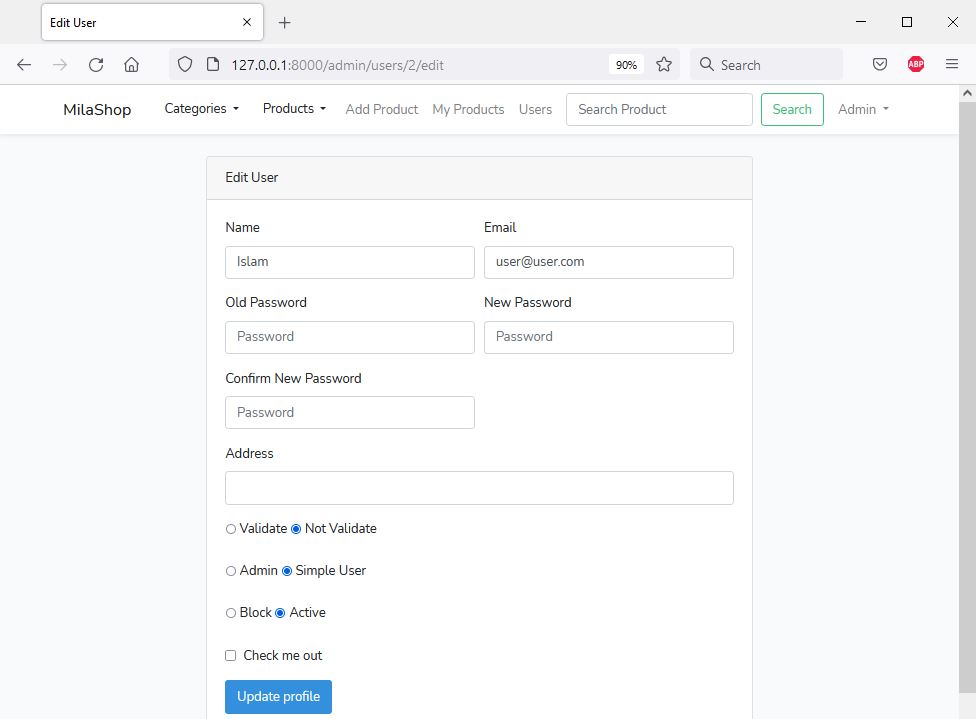 Edit User
127.0.0.1:8000/admin/users/2/edit 90% Search ABP
MilaShop Categories Products Add Product My Products Users Search Product Search Admin
Edit User
Name Email
Islam user@user.com
Old Password New Password
Password Password
Confirm New Password
Password
Address
Validate Not Validate
Admin Simple User
Block Active
Check me out
Update profile